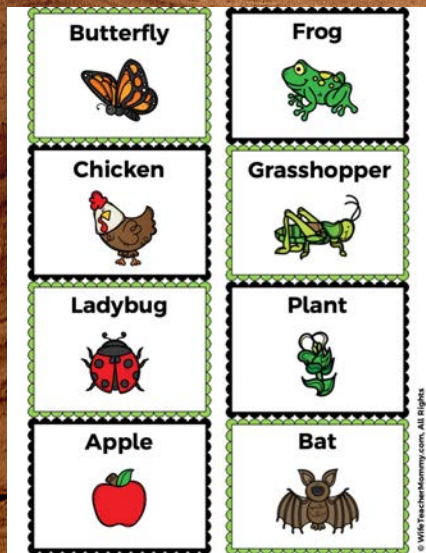 Butterfly
Frog
Chicken
Grasshopper
Ladybug
Plant
Apple
Bat
© WifeTeacherMommy.com, All Rights